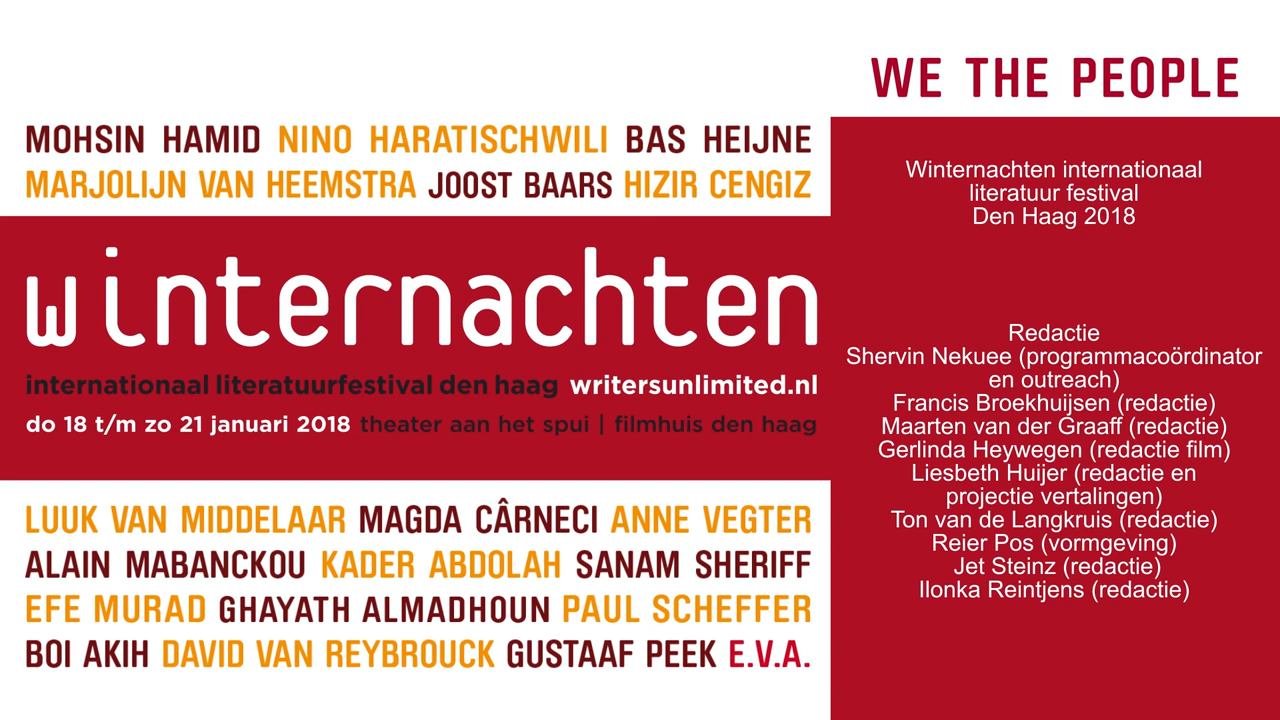 MOHSIN HAMID NINO HARATISCHWILI BAS HEIJNE
MARJOLIJN VAN HEEMSTRA JOOST BAARS HIZIR CENGIZ
winternachten
internationaal literatuurfestival den haag writersunlimited.nl
do 18 t/m zo 21 januari 2018 theater aan het spui | filmhuis den haag
LUUK VAN MIDDELAAR MAGDA CÂRNECI ANNE VEGTER
ALAIN MABANCKOU KADER ABDOLAH SANAM SHERIFF
EFE MURAD GHAYATH ALMADHOUN PAUL SCHEFFER
BOI AKIH DAVID VAN REYBROUCK GUSTAAF PEEK E.V.A.
WE THE PEOPLE
Winternachten internationaal
literatuur festival
Den Haag 2018
Redactie
Shervin Nekuee (programmacoördinator
en outreach)
Francis Broekhuijsen (redactie)
Maarten van der Graaff (redactie)
Gerlinda Heywegen (redactie film)
Liesbeth Huijer (redactie en
projectie vertalingen)
Ton van de Langkruis (redactie)
Reier Pos (vormgeving)
Jet Steinz (redactie)
Ilonka Reintjens (redactie)